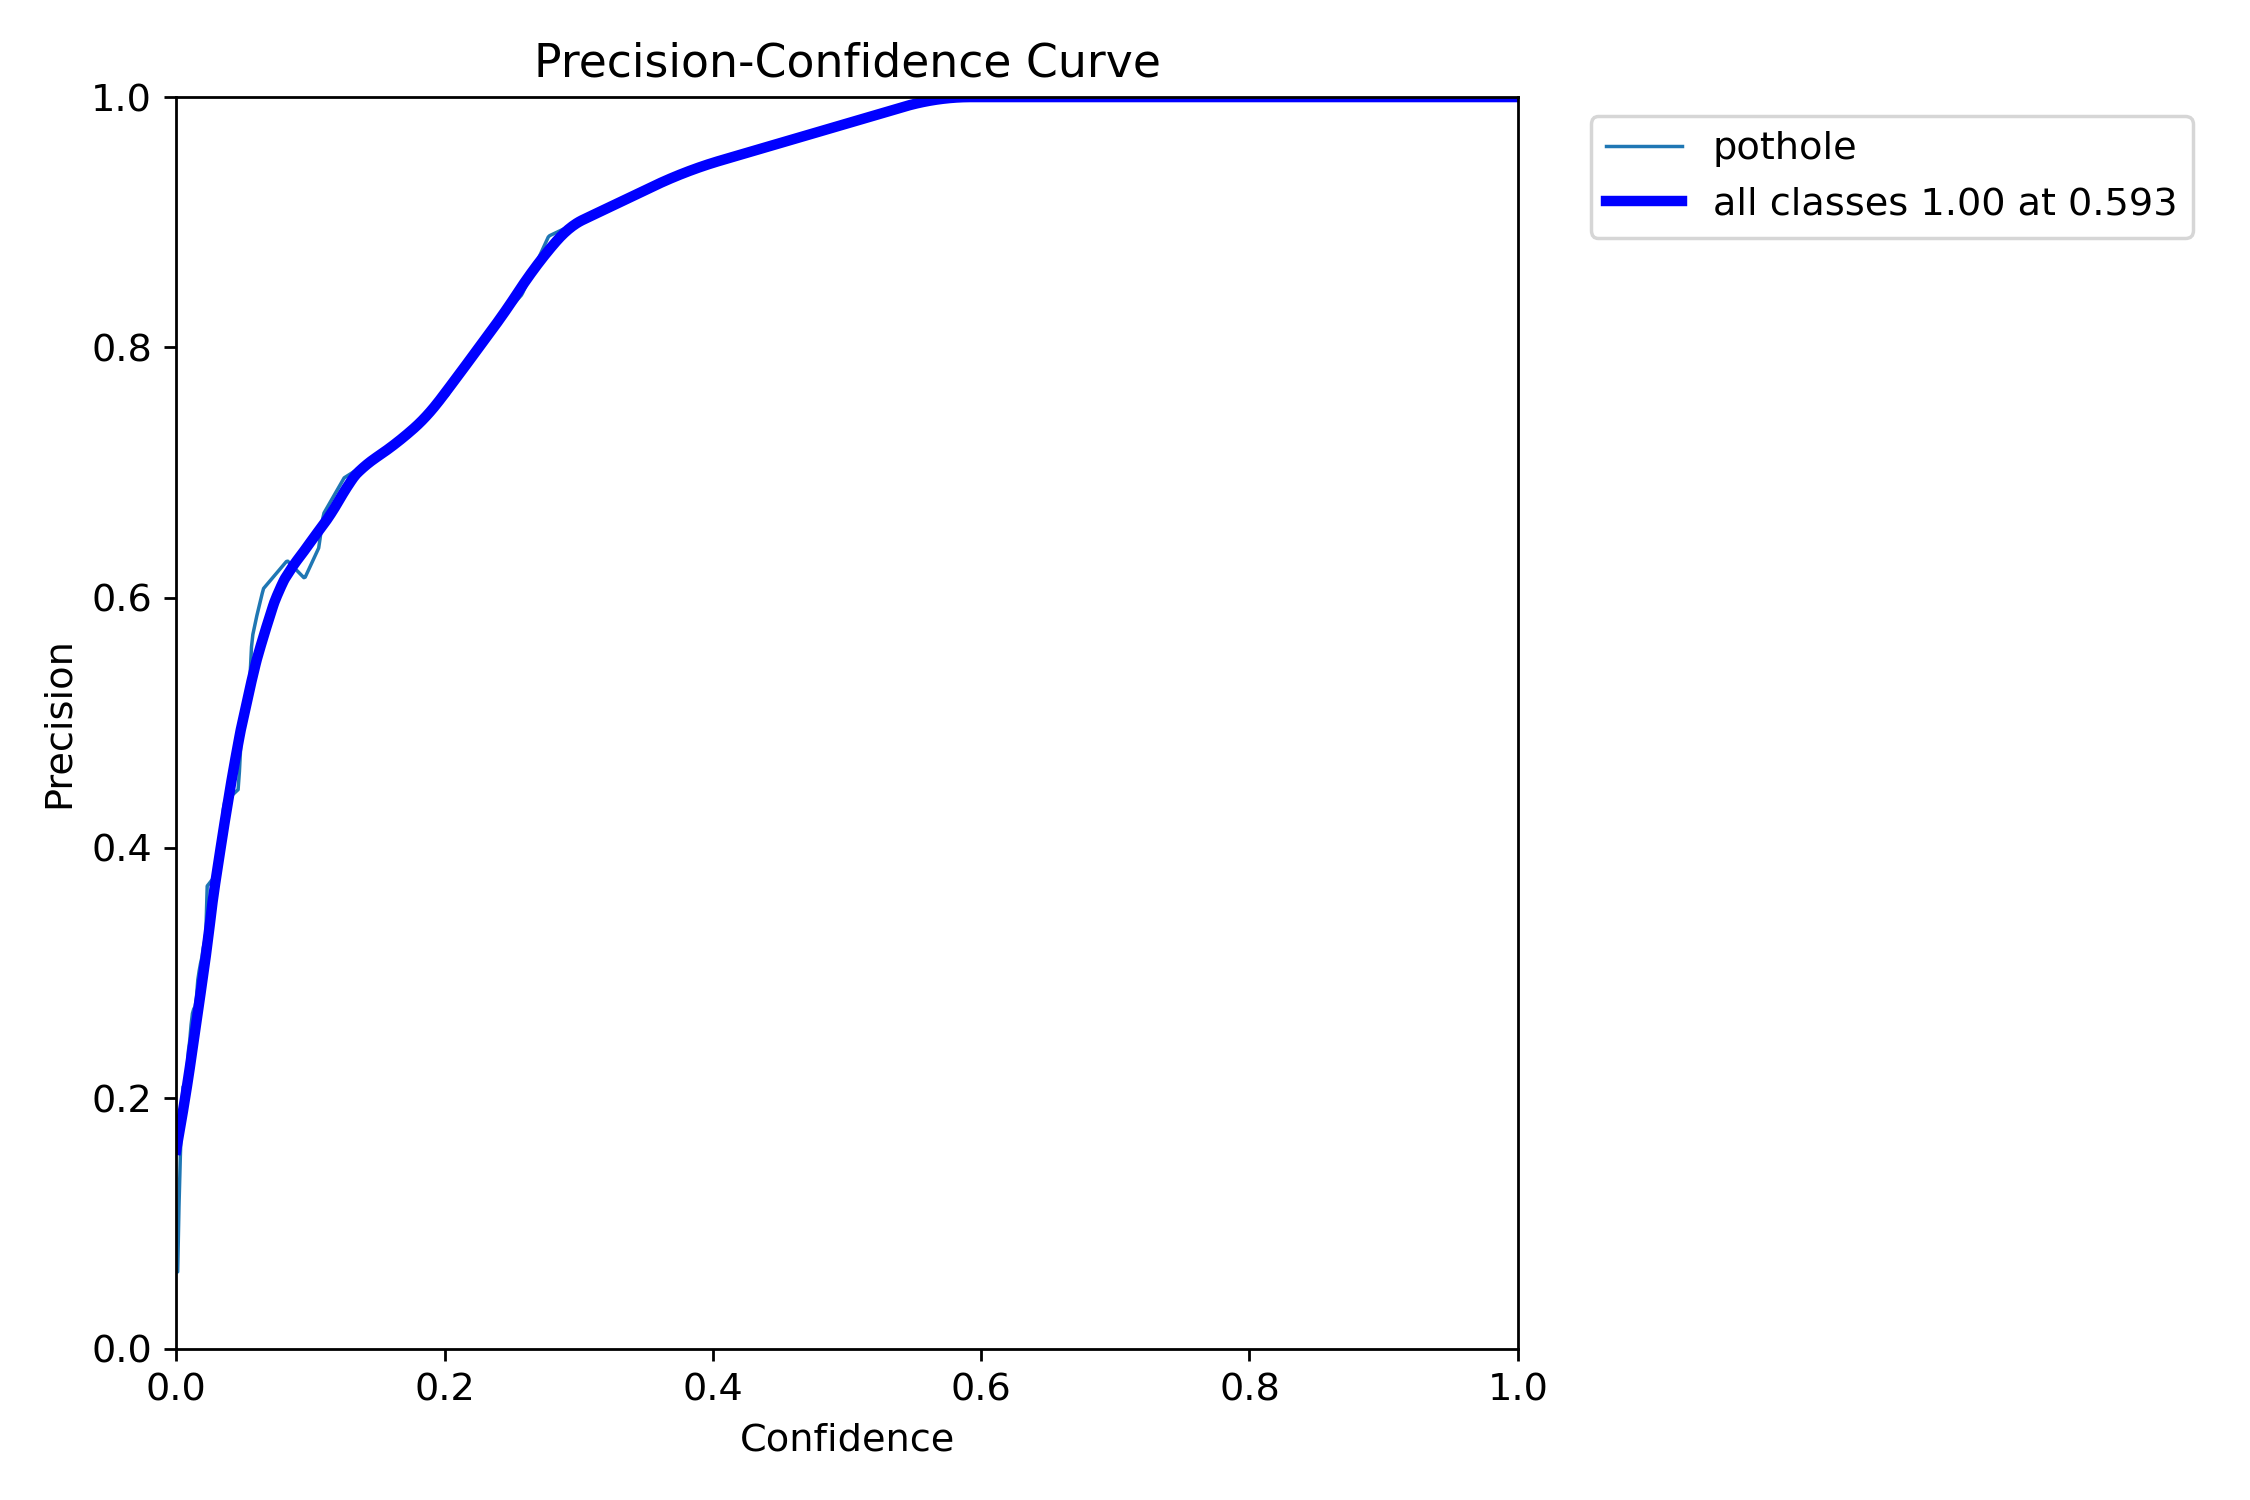 Precision-Confidence Curve
1.0
0.8
0.6
0.4
0.2
0.0
Precision
0.0 0.2 0.4 0.6 0.8 1.0
Confidence
pothole
all classes 1.00 at 0.593